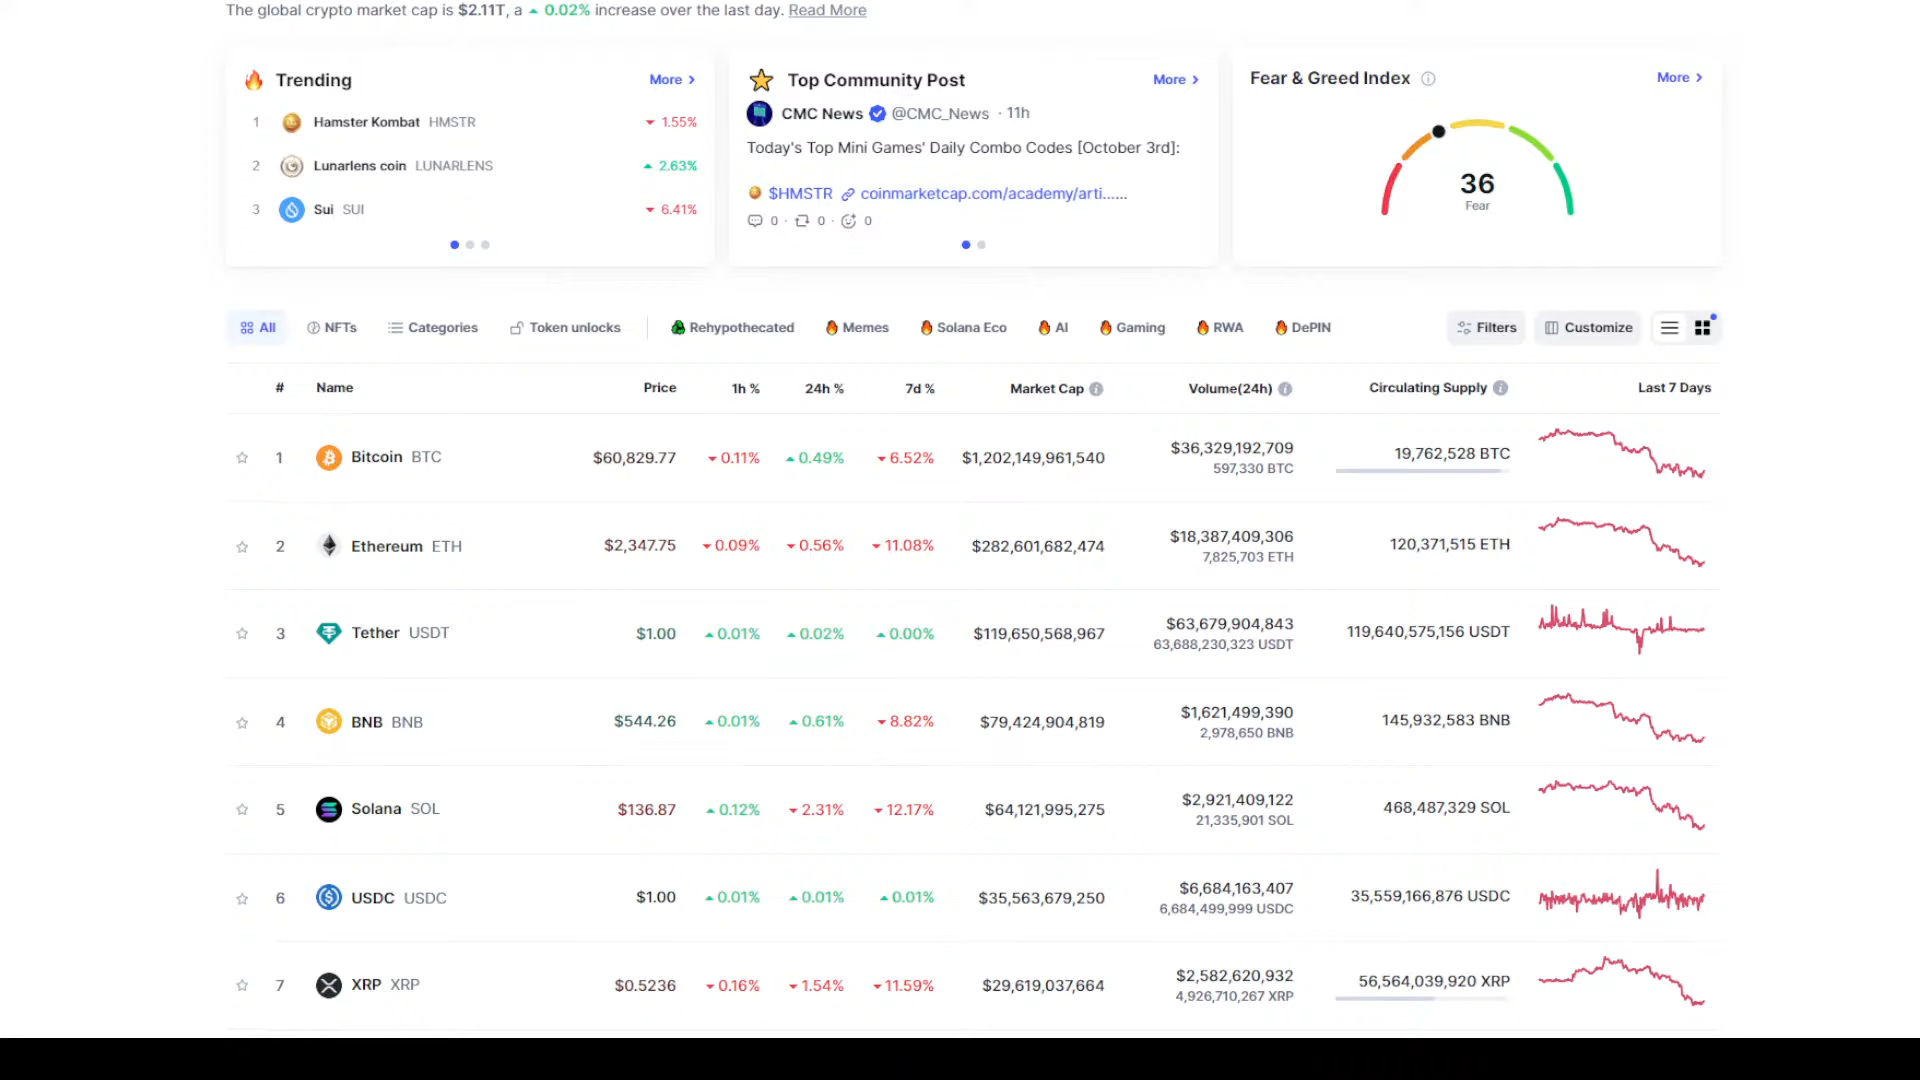 The global crypto market cap is $2.11T, a 0.02% increase over the last day. Read More
Trending
More
1 Hamster Kombat HMSTR 1.55%
2 Lunarlens coin LUNARLENS 2.63%
3 Sui SUI 6.41%
Top Community Post
More
CMC News @CMC_News · 11h
Today's Top Mini Games' Daily Combo Codes [October 3rd]:
$HMSTR coinmarketcap.com/academy/arti......
0 · 0 · 0
Fear & Greed Index
More
36
Fear
All NFTs Categories Token unlocks Rehypothecated Memes Solana Eco AI Gaming RWA DePIN Filters Customize
# Name Price 1h % 24h % 7d % Market Cap Volume(24h) Circulating Supply Last 7 Days
1 Bitcoin BTC $60,829.77 0.11% 0.49% 6.52% $1,202,149,961,540 $36,329,192,709 19,762,528 BTC
597,330 BTC
2 Ethereum ETH $2,347.75 0.09% 0.56% 11.08% $282,601,682,474 $18,387,409,306 120,371,515 ETH
7,825,703 ETH
3 Tether USDT $1.00 0.01% 0.02% 0.00% $119,650,568,967 $63,679,904,843 119,640,575,156 USDT
63,688,230,323 USDT
4 BNB BNB $544.26 0.01% 0.61% 8.82% $79,424,904,819 $1,621,499,390 145,932,583 BNB
2,978,650 BNB
5 Solana SOL $136.87 0.12% 2.31% 12.17% $64,121,995,275 $2,921,409,122 468,487,329 SOL
21,335,901 SOL
6 USDC USDC $1.00 0.01% 0.01% 0.01% $35,563,679,250 $6,684,163,407 35,559,166,876 USDC
6,684,499,999 USDC
7 XRP XRP $0.5236 0.16% 1.54% 11.59% $29,619,037,664 $2,582,620,932 56,564,039,920 XRP
4,926,710,267 XRP